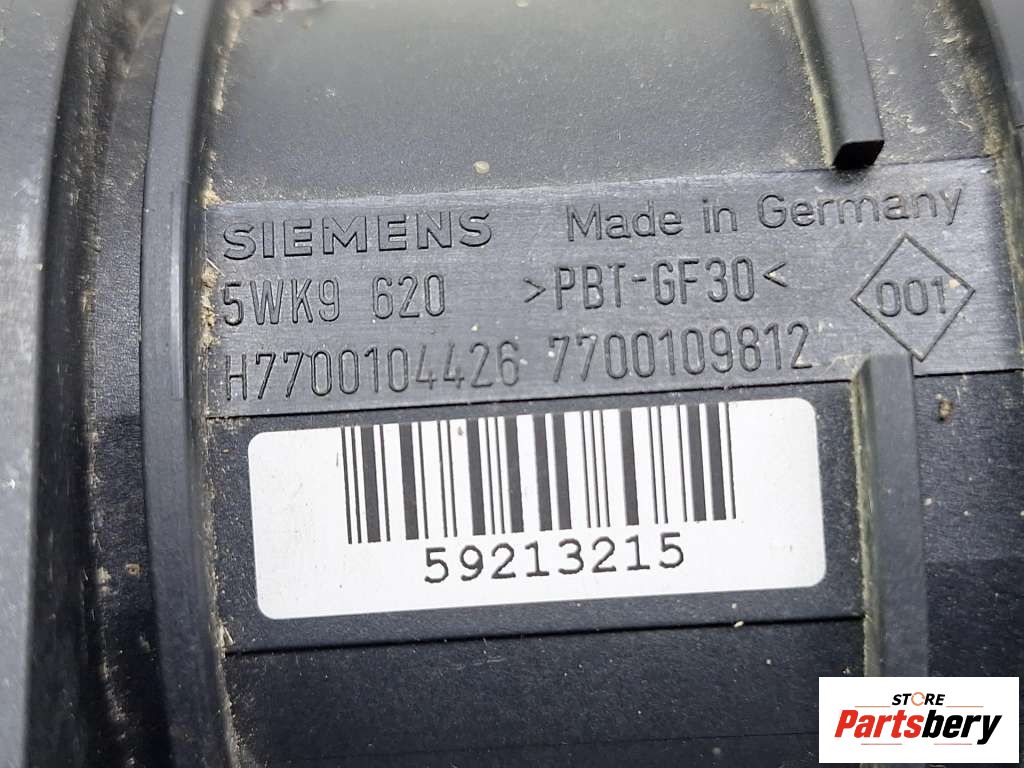 SIEMENS Made in Germany
5WK9 620 >PBT-GF30< 001
H7700104426 7700109812
59213215
STORE
Partsbery